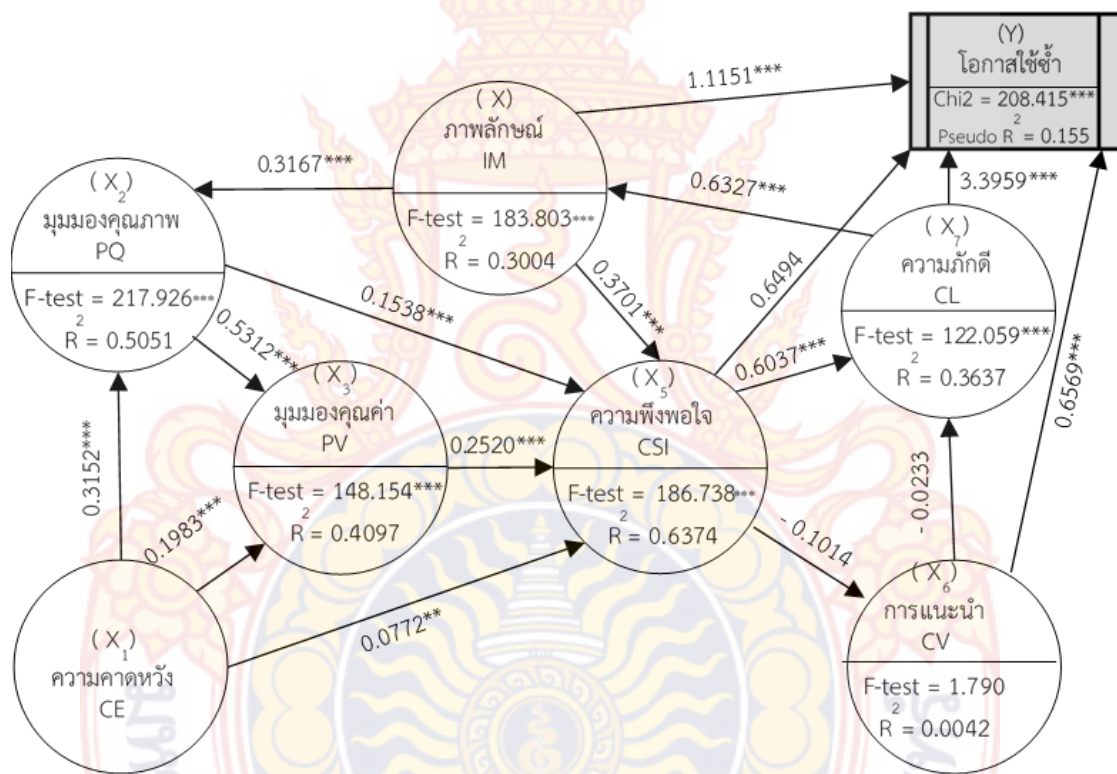 (Y)
โอกาสใช้ซ้ำ
Chi2 = 208.415***
2
Pseudo R = 0.155
1.1151***
( X)
ภาพลักษณ์
IM
F-test = 183.803***
2
R = 0.3004
0.3167***
( X2)
มุมมองคุณภาพ
PQ
F-test = 217.926***
2
R = 0.5051
0.6327***
3.3959***
( X7)
ความภักดี
CL
F-test = 122.059***
2
R = 0.3637
0.1538***
0.3701***
0.6494
0.5312***
0.6037***
0.6569***
( X3)
มุมมองคุณค่า
PV
F-test = 148.154***
2
R = 0.4097
0.2520***
( X5)
ความพึงพอใจ
CSI
F-test = 186.738***
2
R = 0.6374
0.3152***
0.1983***
0.0772**
- 0.1014
- 0.0233
( X1)
ความคาดหวัง
CE
( X6)
การแนะนำ
CV
F-test = 1.790
2
R = 0.0042